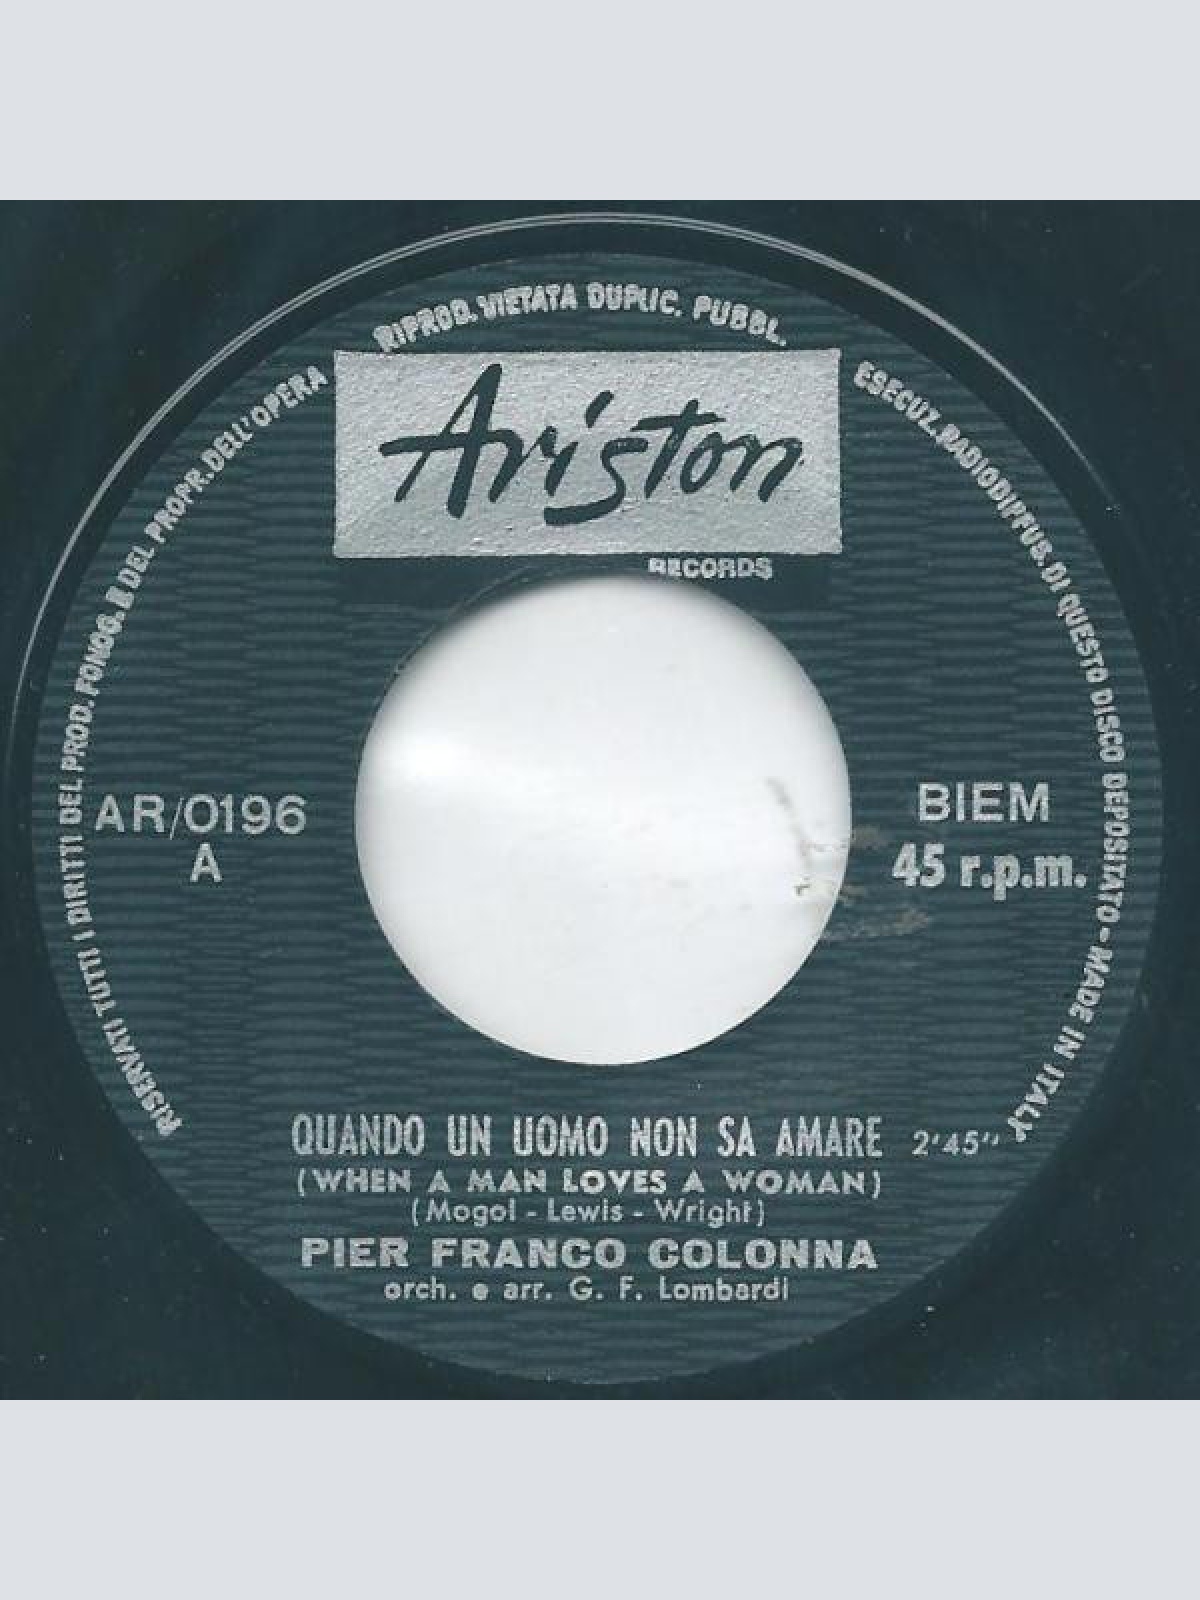 RISERVATI TUTTI I DIRITTI DEL PROD. FONOG. E DEL PROPR. DELL'OPERA
RIPROD. VIETATA DUPLIC. PUBBL.
ESECUZ. RADIODIFFUS. DI QUESTO DISCO DEPOSITATO - MADE IN ITALY
Ariston
RECORDS
AR/0196
A
BIEM
45 r.p.m.
QUANDO UN UOMO NON SA AMARE 2'45''
(WHEN A MAN LOVES A WOMAN)
(Mogol - Lewis - Wright)
PIER FRANCO COLONNA
orch. e arr. G. F. Lombardi